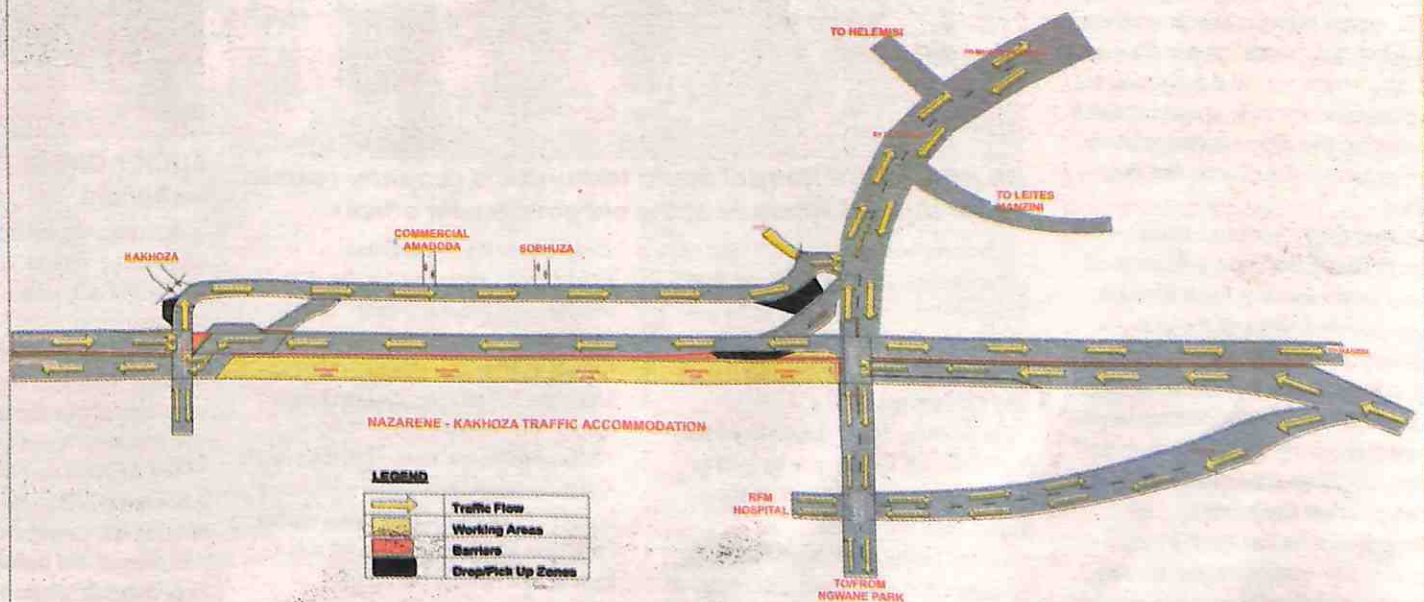 TO HELEMISI
TO LEITES
MANZINI
KAKHOZA
COMMERCIAL
AMADODA
SOBHUZA
NAZARENE - KAKHOZA TRAFFIC ACCOMMODATION
LEGEND
Traffic Flow
Working Areas
Barriers
Drop/Pick Up Zones
RFM
HOSPITAL
TO/FROM
NGWANE PARK